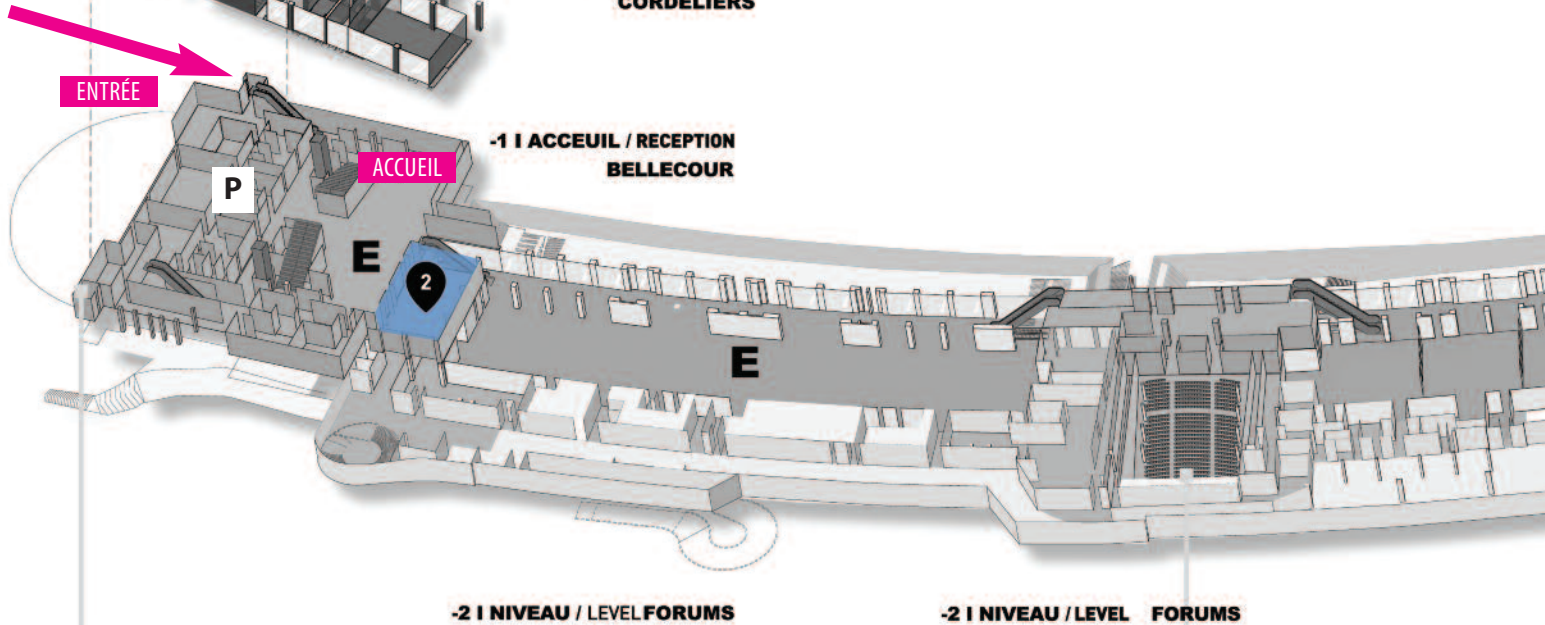 CORDELIERS
ENTRÉE
-1 I ACCEUIL / RECEPTION
BELLECOUR
ACCUEIL
P
E
2
E
-2 I NIVEAU / LEVEL FORUMS
-2 I NIVEAU / LEVEL FORUMS